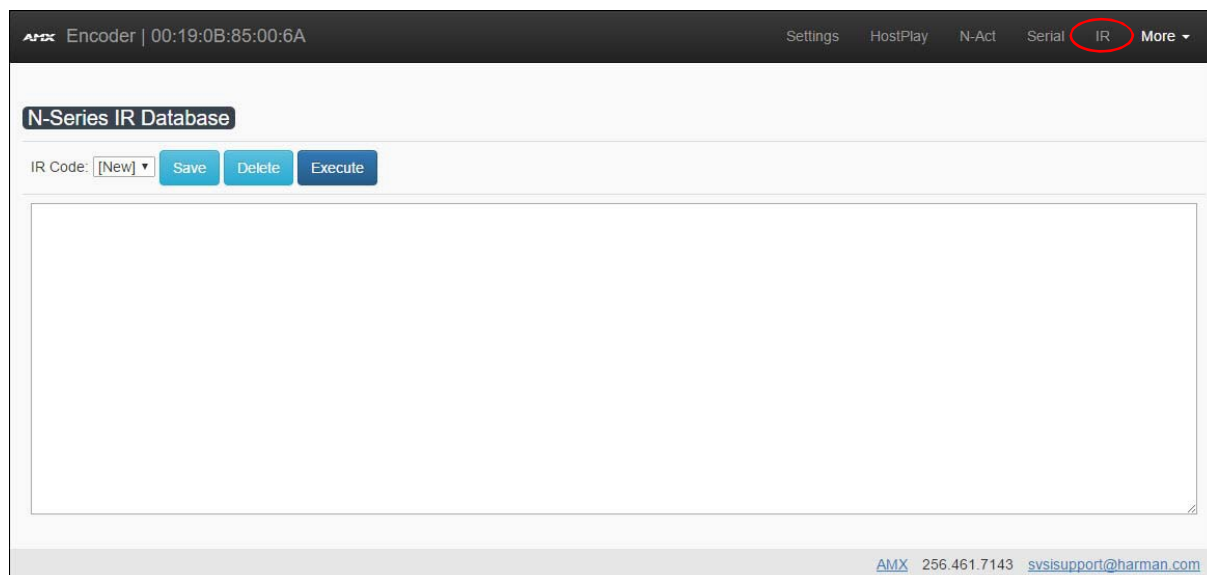 AMX Encoder | 00:19:0B:85:00:6A Settings HostPlay N-Act Serial IR More
N-Series IR Database
IR Code: [New] Save Delete Execute
AMX 256.461.7143 svsisupport@harman.com